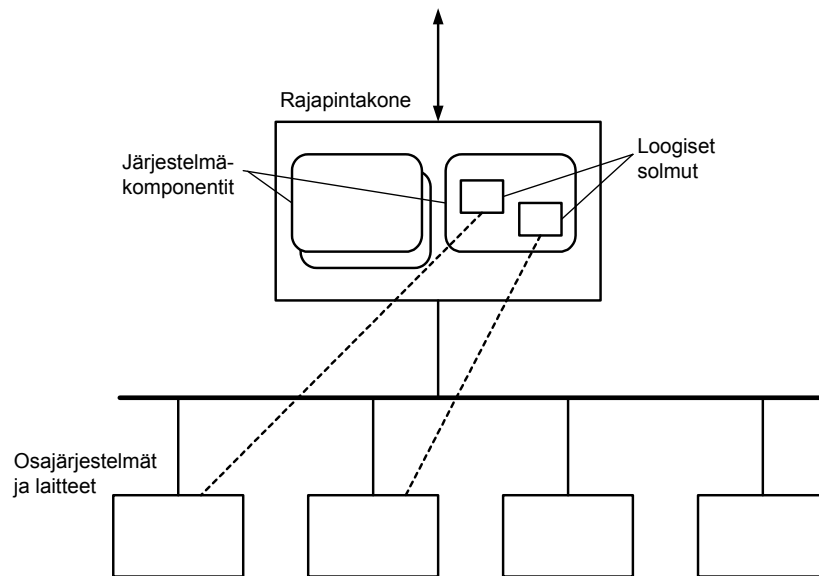 Rajapintakone
Järjestelmä-
komponentit
Loogiset
solmut
Osajärjestelmät
ja laitteet